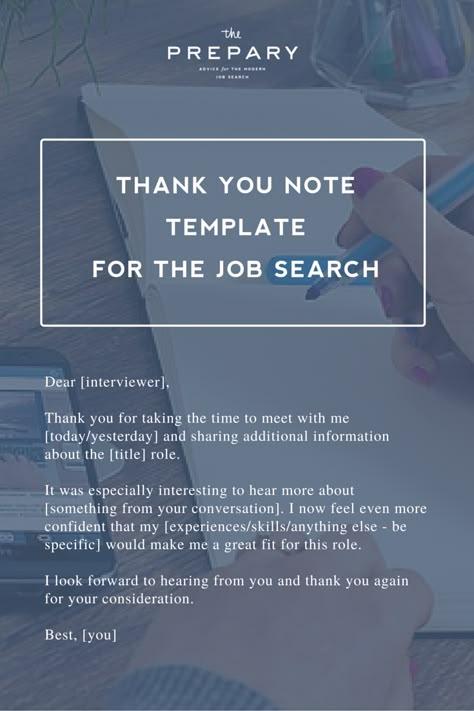 the
PREPARY
ADVICE for THE MODERN
JOB SEARCH
THANK YOU NOTE
TEMPLATE
FOR THE JOB SEARCH
Dear [interviewer],
Thank you for taking the time to meet with me
[today/yesterday] and sharing additional information
about the [title] role.
It was especially interesting to hear more about
[something from your conversation]. I now feel even more
confident that my [experiences/skills/anything else - be
specific] would make me a great fit for this role.
I look forward to hearing from you and thank you again
for your consideration.
Best, [you]